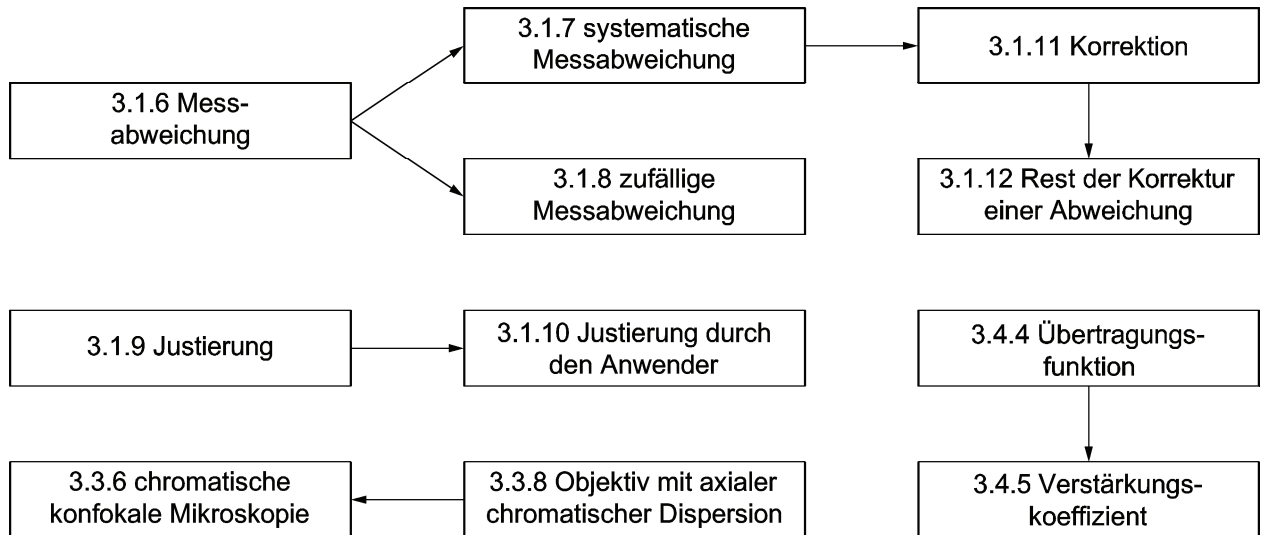 3.1.7 systematische
Messabweichung
3.1.11 Korrektion
3.1.6 Mess-
abweichung
3.1.8 zufällige
Messabweichung
3.1.12 Rest der Korrektur
einer Abweichung
3.1.9 Justierung
3.1.10 Justierung durch
den Anwender
3.4.4 Übertragungs-
funktion
3.3.6 chromatische
konfokale Mikroskopie
3.3.8 Objektiv mit axialer
chromatischer Dispersion
3.4.5 Verstärkungs-
koeffizient